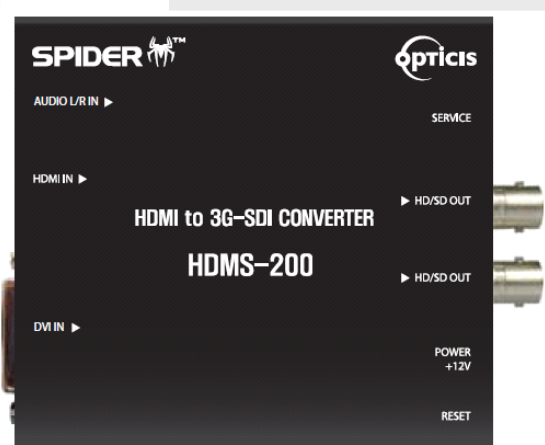 SPIDER™
OPTICIS
AUDIO L/R IN ▶
SERVICE
HDMI IN ▶
▶ HD/SD OUT
HDMI to 3G-SDI CONVERTER
HDMS-200
▶ HD/SD OUT
DVI IN ▶
POWER
+12V
RESET